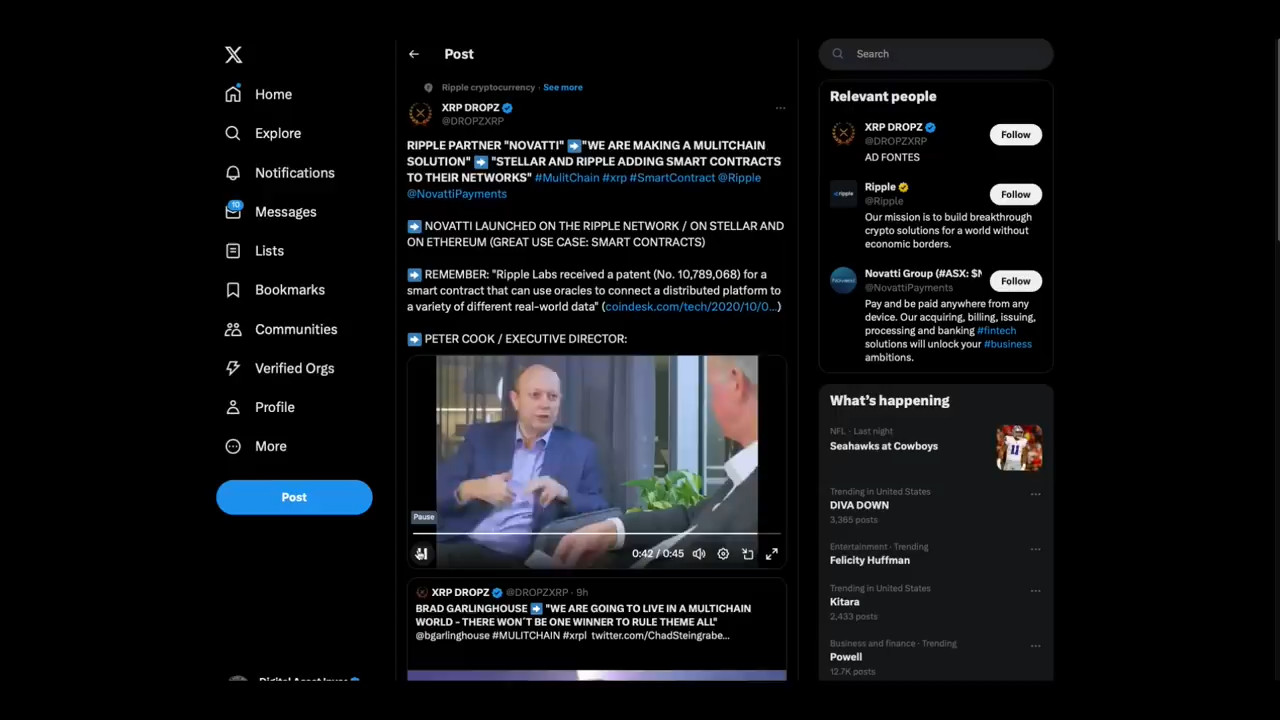 Post
Search
Home
Explore
Notifications
10
Messages
Lists
Bookmarks
Communities
Verified Orgs
Profile
More
Post
Ripple cryptocurrency · See more
XRP DROPZ
@DROPZXRP
RIPPLE PARTNER "NOVATTI" ➡️"WE ARE MAKING A MULITCHAIN
SOLUTION" ➡️ "STELLAR AND RIPPLE ADDING SMART CONTRACTS
TO THEIR NETWORKS" #MulitChain #xrp #SmartContract @Ripple
@NovattiPayments
➡️ NOVATTI LAUNCHED ON THE RIPPLE NETWORK / ON STELLAR AND
ON ETHEREUM (GREAT USE CASE: SMART CONTRACTS)
➡️ REMEMBER: "Ripple Labs received a patent (No. 10,789,068) for a
smart contract that can use oracles to connect a distributed platform to
a variety of different real-world data" (coindesk.com/tech/2020/10/0...)
➡️ PETER COOK / EXECUTIVE DIRECTOR:
Pause
0:42 / 0:45
XRP DROPZ @DROPZXRP · 9h
BRAD GARLINGHOUSE ➡️ "WE ARE GOING TO LIVE IN A MULTICHAIN
WORLD - THERE WON´T BE ONE WINNER TO RULE THEME ALL"
@bgarlinghouse #MULITCHAIN #xrpl twitter.com/ChadSteingrabe...
Relevant people
XRP DROPZ
@DROPZXRP
Follow
AD FONTES
ripple
Ripple
@Ripple
Follow
Our mission is to build breakthrough
crypto solutions for a world without
economic borders.
Novatti Group (#ASX: $N
@NovattiPayments
Follow
Pay and be paid anywhere from any
device. Our acquiring, billing, issuing,
processing and banking #fintech
solutions will unlock your #business
ambitions.
What's happening
NFL · Last night
Seahawks at Cowboys
11
Trending in United States
DIVA DOWN
3,365 posts
Entertainment · Trending
Felicity Huffman
Trending in United States
Kitara
2,433 posts
Business and finance · Trending
Powell
12.7K posts